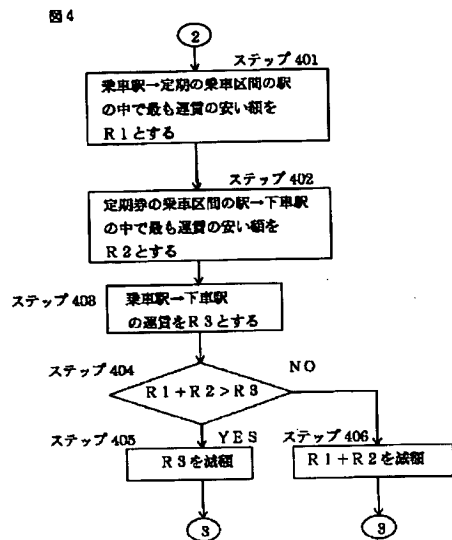 図4
2
ステップ401
乗車駅→定期の乗車区間の駅
の中で最も運賃の安い額を
R1とする
ステップ402
定期券の乗車区間の駅→下車駅
の中で最も運賃の安い額を
R2とする
ステップ403
乗車駅→下車駅
の運賃をR3とする
ステップ404
R1+R2>R3
NO
ステップ405
YES
ステップ406
R3を減額
R1+R2を減額
3
3